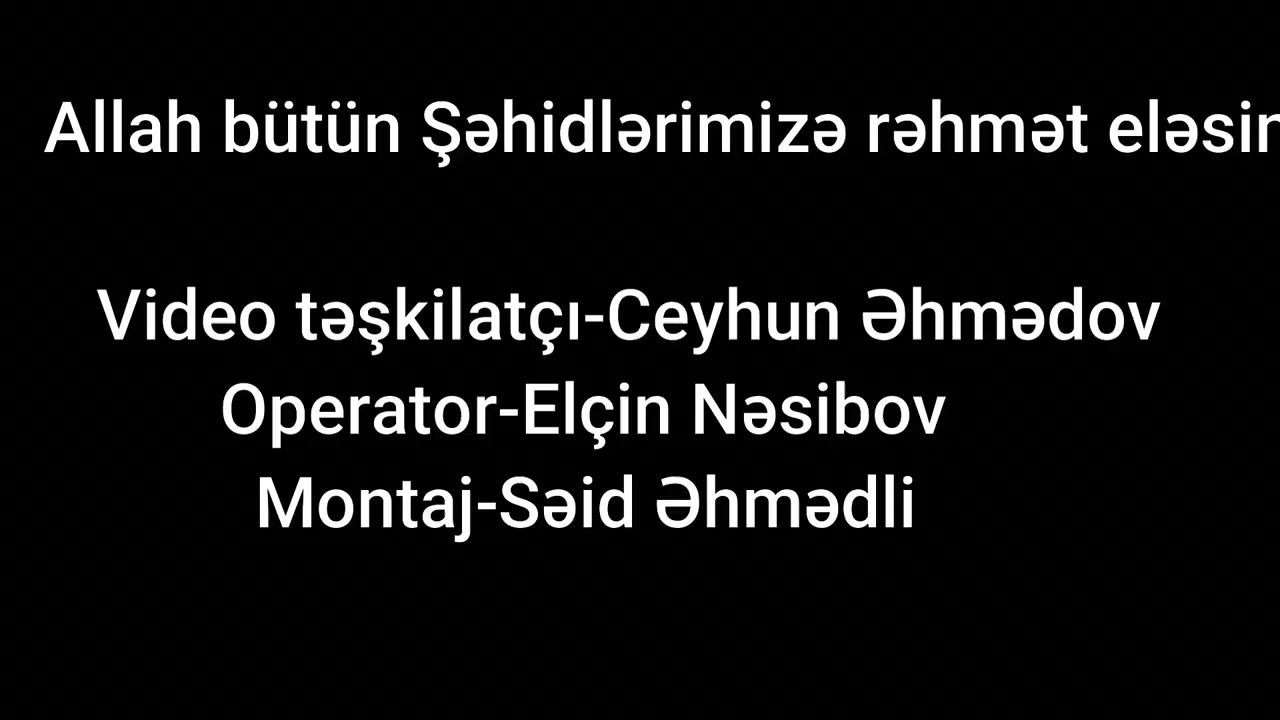 Allah bütün Şəhidlərimizə rəhmət eləsin
Video təşkilatçı-Ceyhun Əhmədov
Operator-Elçin Nəsibov
Montaj-Səid Əhmədli